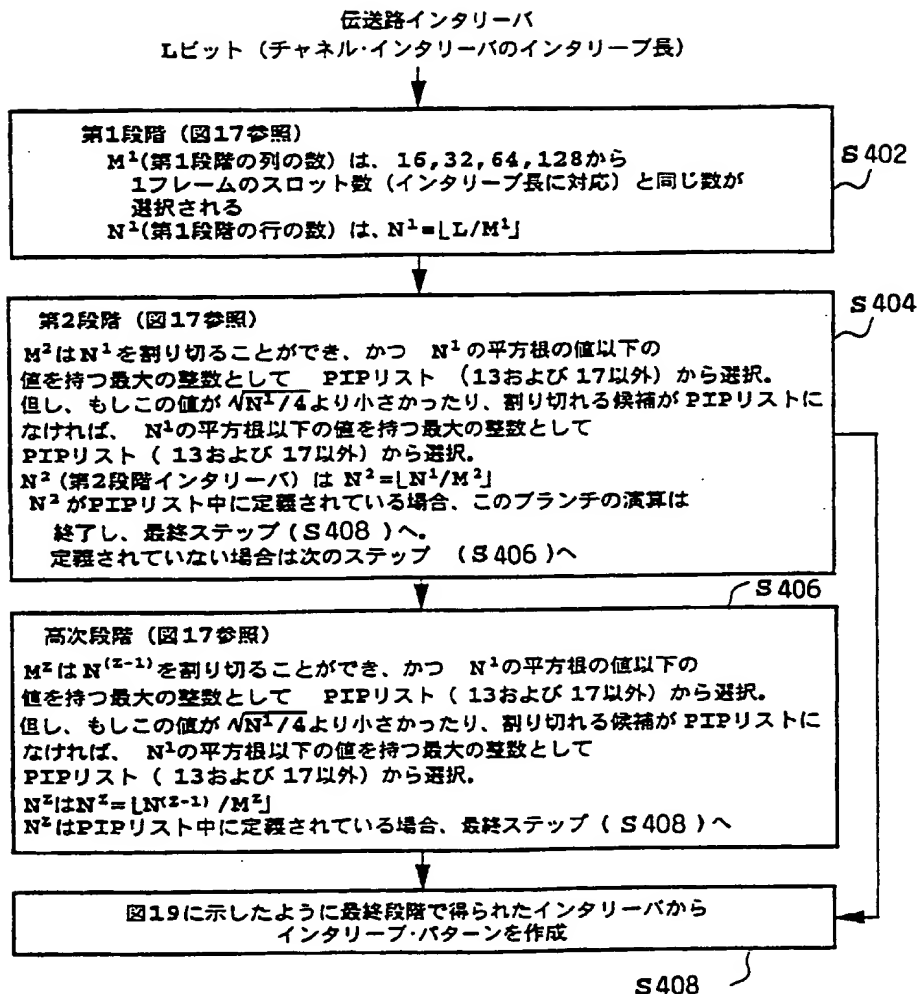 伝送路インタリーバ
Lビット（チャネル･インタリーバのインタリーブ長）
第1段階（図17参照）
M¹(第1段階の列の数）は、16,32,64,128から
1フレームのスロット数（インタリーブ長に対応）と同じ数が
選択される
N¹(第1段階の行の数）は、N¹=⌊L/M¹⌋
S402
第2段階（図17参照）
M²はN¹を割り切ることができ、かつ N¹の平方根の値以下の
値を持つ最大の整数として PIPリスト （13および 17以外）から選択。
但し、もしこの値が√N¹/4より小さかったり、割り切れる候補がPIPリストに
なければ、 N¹の平方根以下の値を持つ最大の整数として
PIPリスト（ 13および 17以外）から選択。
N²(第2段階インタリーバ）は N²=⌊N¹/M²⌋
N²がPIPリスト中に定義されている場合、このブランチの演算は
終了し、最終ステップ（S408）へ。
定義されていない場合は次のステップ （S406）へ
S404
S406
高次段階（図17参照）
MᶻはN⁽ᶻ⁻¹⁾を割り切ることができ、かつ N¹の平方根の値以下の
値を持つ最大の整数として PIPリスト（ 13および 17以外）から選択。
但し、もしこの値が√N¹/4より小さかったり、割り切れる候補がPIPリストに
なければ、 N¹の平方根以下の値を持つ最大の整数として
PIPリスト（ 13および 17以外）から選択。
NᶻはNᶻ=⌊N⁽ᶻ⁻¹⁾/Mᶻ⌋
NᶻはPIPリスト中に定義されている場合、最終ステップ（ S408 ）へ
図19に示したように最終段階で得られたインタリーバから
インタリーブ･パターンを作成
S408